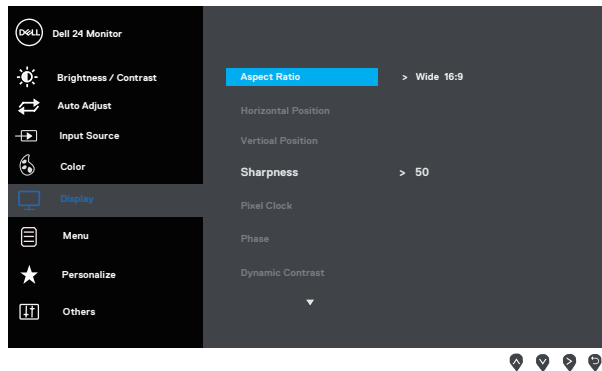 DELL Dell 24 Monitor
Brightness / Contrast
Auto Adjust
Input Source
Color
Display
Menu
Personalize
Others
Aspect Ratio > Wide 16:9
Horizontal Position
Vertical Position
Sharpness > 50
Pixel Clock
Phase
Dynamic Contrast